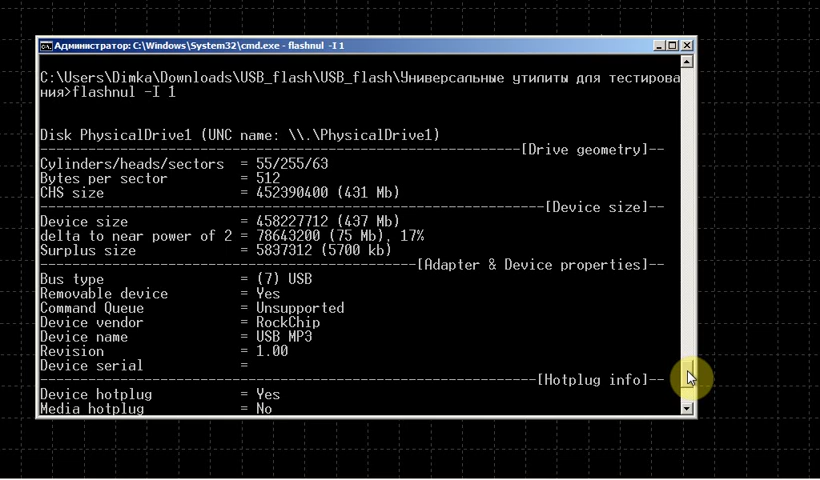 Администратор: C:\Windows\System32\cmd.exe - flashnul -I 1
C:\Users\Dimka\Downloads\USB_flash\USB_flash\Универсальные утилиты для тестирова
ния>flashnul -I 1
Disk PhysicalDrive1 (UNC name: \\.\PhysicalDrive1)
------------------------------------------------------------[Drive geometry]--
Cylinders/heads/sectors = 55/255/63
Bytes per sector = 512
CHS size = 452390400 (431 Mb)
---------------------------------------------------------------[Device size]--
Device size = 458227712 (437 Mb)
delta to near power of 2 = 78643200 (75 Mb), 17%
Surplus size = 5837312 (5700 kb)
----------------------------------------------[Adapter & Device properties]--
Bus type = (7) USB
Removable device = Yes
Command Queue = Unsupported
Device vendor = RockChip
Device name = USB MP3
Revision = 1.00
Device serial =
--------------------------------------------------------------[Hotplug info]--
Device hotplug = Yes
Media hotplug = No